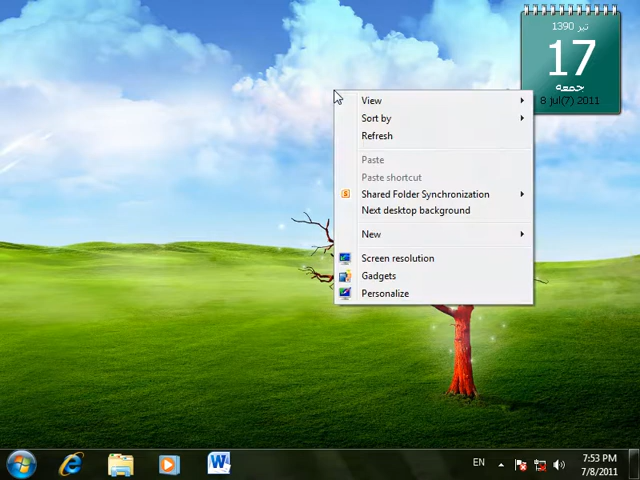 تیر 1390
17
جمعه
8 jul(7) 2011
View
Sort by
Refresh
Paste
Paste shortcut
Shared Folder Synchronization
Next desktop background
New
Screen resolution
Gadgets
Personalize
EN
7:53 PM
7/8/2011